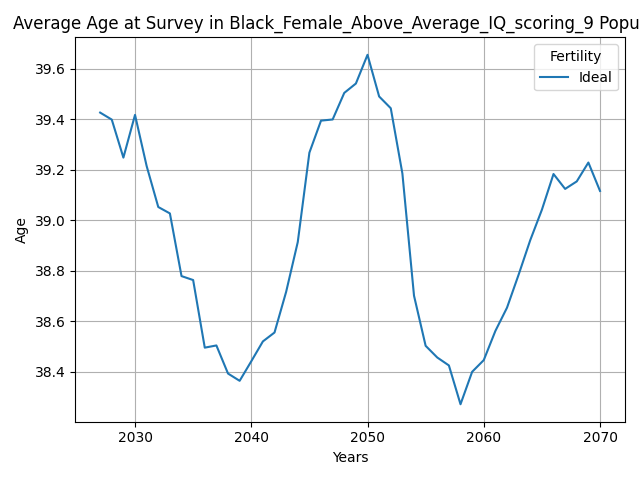 Average Age at Survey in Black_Female_Above_Average_IQ_scoring_9 Popu
Fertility
Ideal
39.6
39.4
39.2
39.0
38.8
38.6
38.4
Age
2030 2040 2050 2060 2070
Years